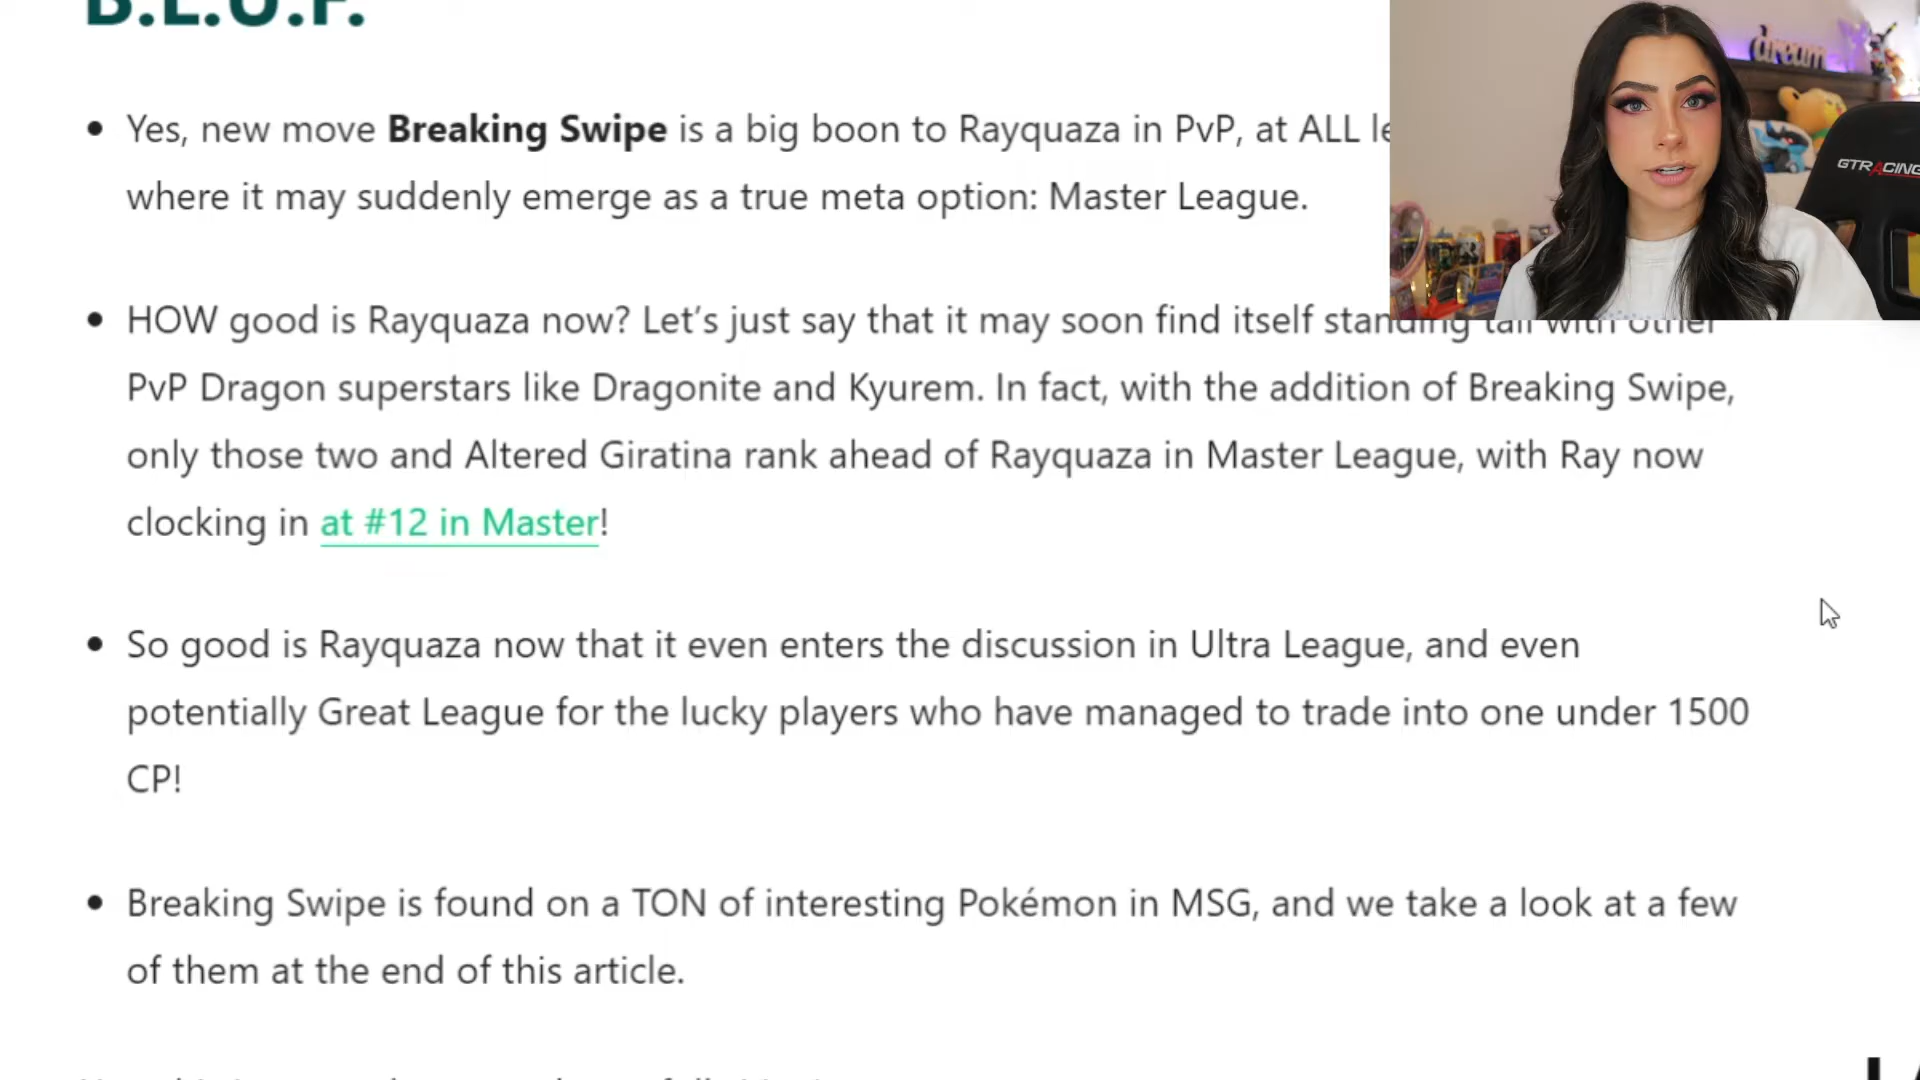 B.L.U.F.
Yes, new move Breaking Swipe is a big boon to Rayquaza in PvP, at ALL
where it may suddenly emerge as a true meta option: Master League.
HOW good is Rayquaza now? Let’s just say that it may soon find itself standing tall with other
PvP Dragon superstars like Dragonite and Kyurem. In fact, with the addition of Breaking Swipe,
only those two and Altered Giratina rank ahead of Rayquaza in Master League, with Ray now
clocking in at #12 in Master!
So good is Rayquaza now that it even enters the discussion in Ultra League, and even
potentially Great League for the lucky players who have managed to trade into one under 1500
CP!
Breaking Swipe is found on a TON of interesting Pokémon in MSG, and we take a look at a few
of them at the end of this article.
dream
GTRACING